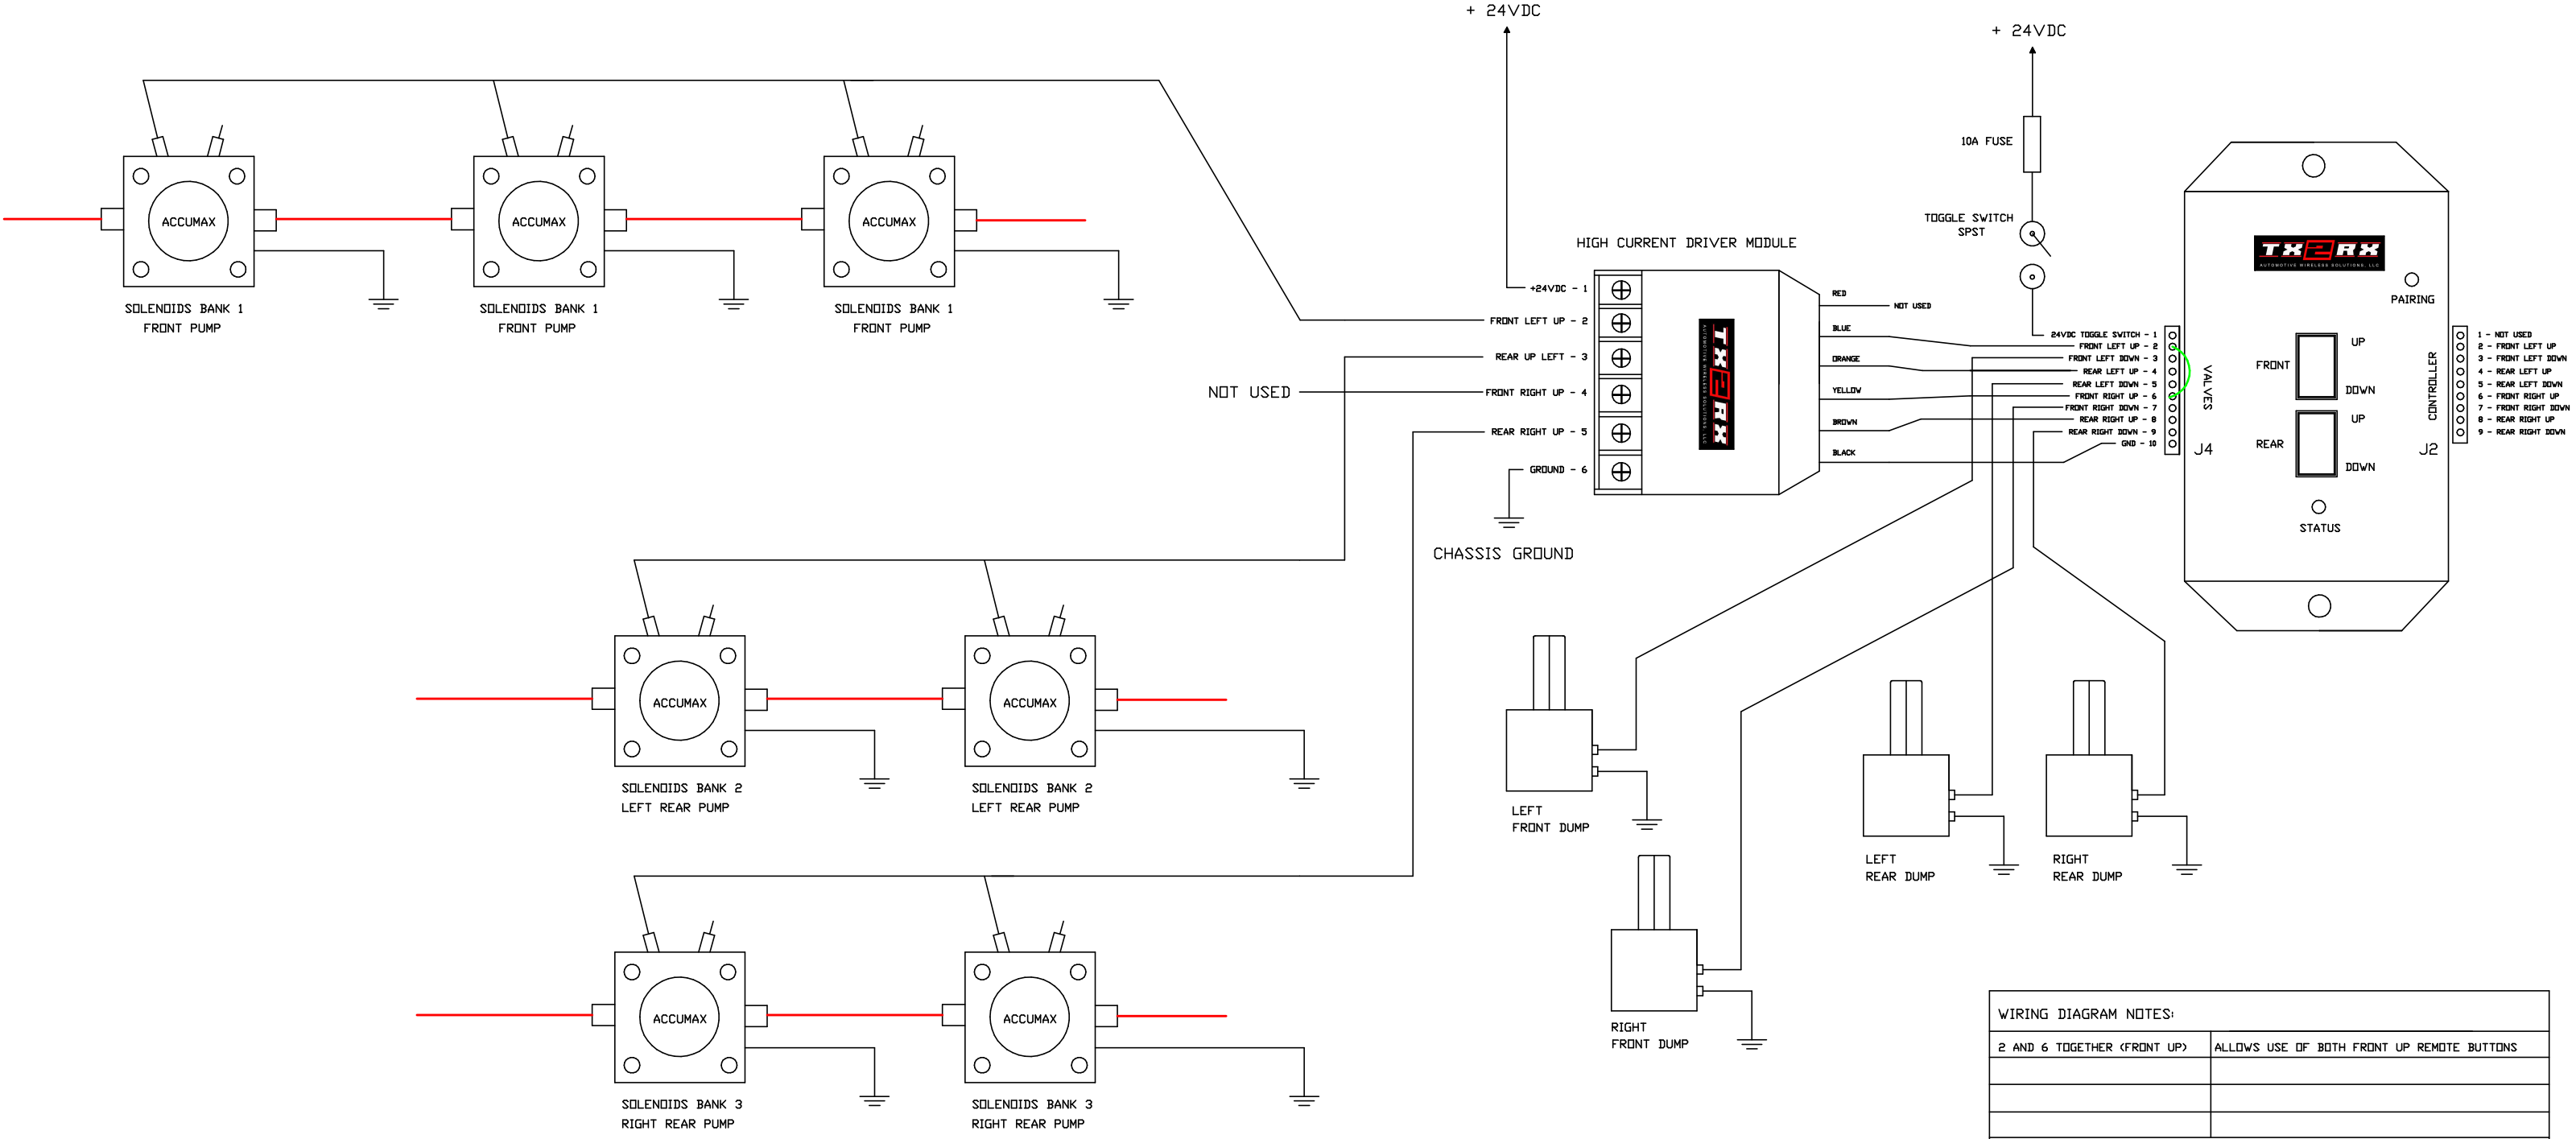 + 24VDC
+ 24VDC
10A FUSE
TOGGLE SWITCH
SPST
HIGH CURRENT DRIVER MODULE
ACCUMAX
ACCUMAX
ACCUMAX
SOLENOIDS BANK 1
FRONT PUMP
SOLENOIDS BANK 1
FRONT PUMP
SOLENOIDS BANK 1
FRONT PUMP
+24VDC - 1
FRONT LEFT UP - 2
REAR UP LEFT - 3
NOT USED
FRONT RIGHT UP - 4
REAR RIGHT UP - 5
GROUND - 6
CHASSIS GROUND
TX2RX
AUTOMOTIVE WIRELESS SOLUTIONS, LLC
RED
NOT USED
BLUE
ORANGE
YELLOW
BROWN
BLACK
24VDC TOGGLE SWITCH - 1
FRONT LEFT UP - 2
FRONT LEFT DOWN - 3
REAR LEFT UP - 4
REAR LEFT DOWN - 5
FRONT RIGHT UP - 6
FRONT RIGHT DOWN - 7
REAR RIGHT UP - 8
REAR RIGHT DOWN - 9
GND - 10
VALVES
J4
TX2RX
AUTOMOTIVE WIRELESS SOLUTIONS, LLC
PAIRING
FRONT
UP
DOWN
REAR
UP
DOWN
STATUS
CONTROLLER
J2
1 - NOT USED
2 - FRONT LEFT UP
3 - FRONT LEFT DOWN
4 - REAR LEFT UP
5 - REAR LEFT DOWN
6 - FRONT RIGHT UP
7 - FRONT RIGHT DOWN
8 - REAR RIGHT UP
9 - REAR RIGHT DOWN
ACCUMAX
ACCUMAX
SOLENOIDS BANK 2
LEFT REAR PUMP
SOLENOIDS BANK 2
LEFT REAR PUMP
LEFT
FRONT DUMP
LEFT
REAR DUMP
RIGHT
REAR DUMP
ACCUMAX
ACCUMAX
SOLENOIDS BANK 3
RIGHT REAR PUMP
SOLENOIDS BANK 3
RIGHT REAR PUMP
RIGHT
FRONT DUMP
WIRING DIAGRAM NOTES:
2 AND 6 TOGETHER (FRONT UP)
ALLOWS USE OF BOTH FRONT UP REMOTE BUTTONS